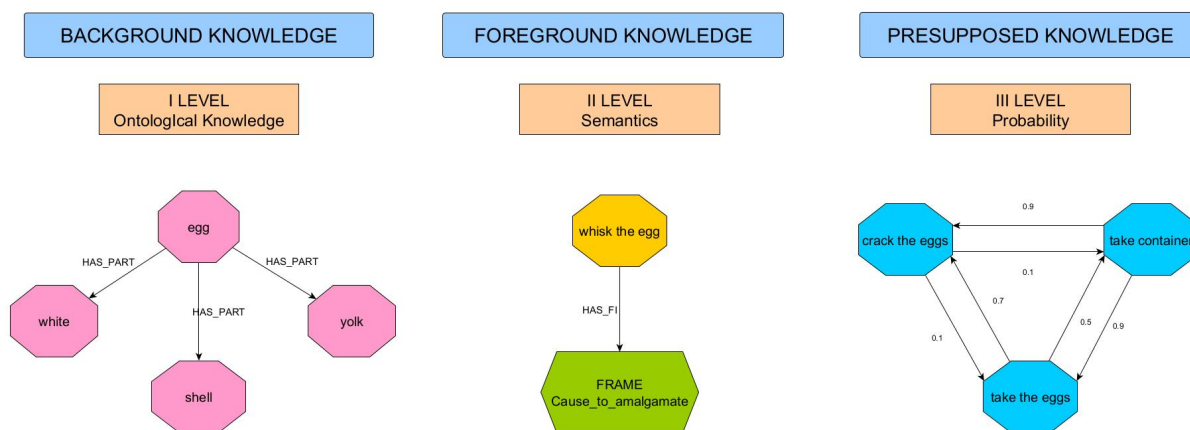 BACKGROUND KNOWLEDGE
FOREGROUND KNOWLEDGE
PRESUPPOSED KNOWLEDGE
I LEVEL
OntologIcal Knowledge
II LEVEL
Semantics
III LEVEL
Probability
egg
HAS_PART
HAS_PART
HAS_PART
white
yolk
shell
whisk the egg
HAS_FI
FRAME
Cause_to_amalgamate
crack the eggs
0.9
take container
0.1
0.7
0.5
0.9
0.1
take the eggs